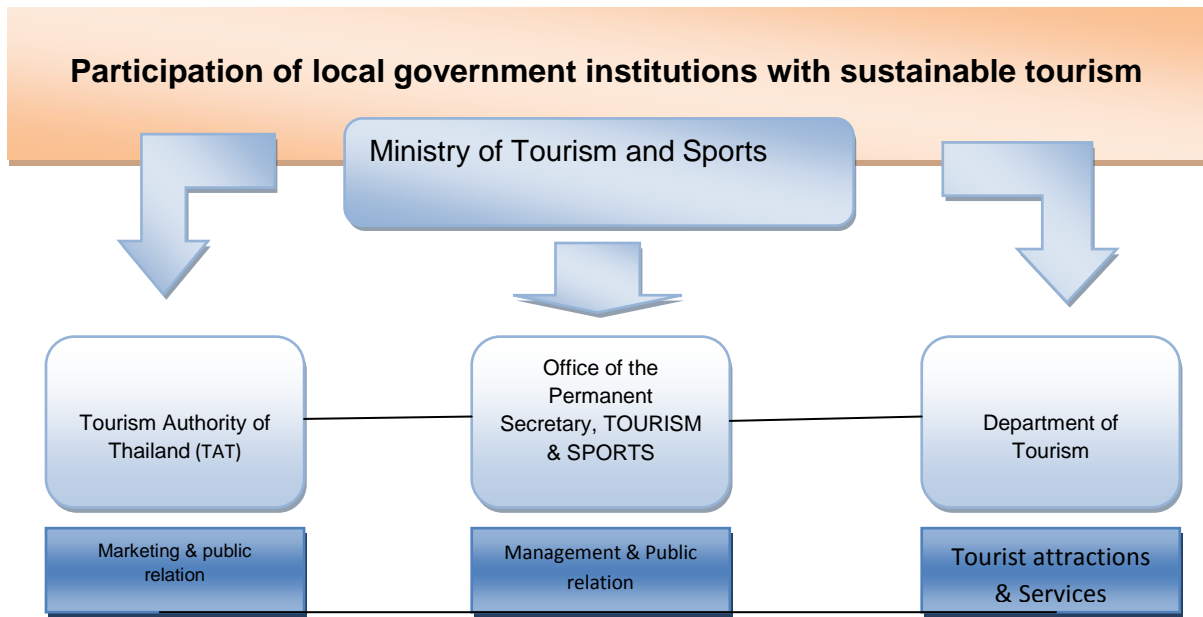 Participation of local government institutions with sustainable tourism
Ministry of Tourism and Sports
Tourism Authority of
Thailand (TAT)
Office of the
Permanent
Secretary, TOURISM
& SPORTS
Department of
Tourism
Marketing & public
relation
Management & Public
relation
Tourist attractions
& Services